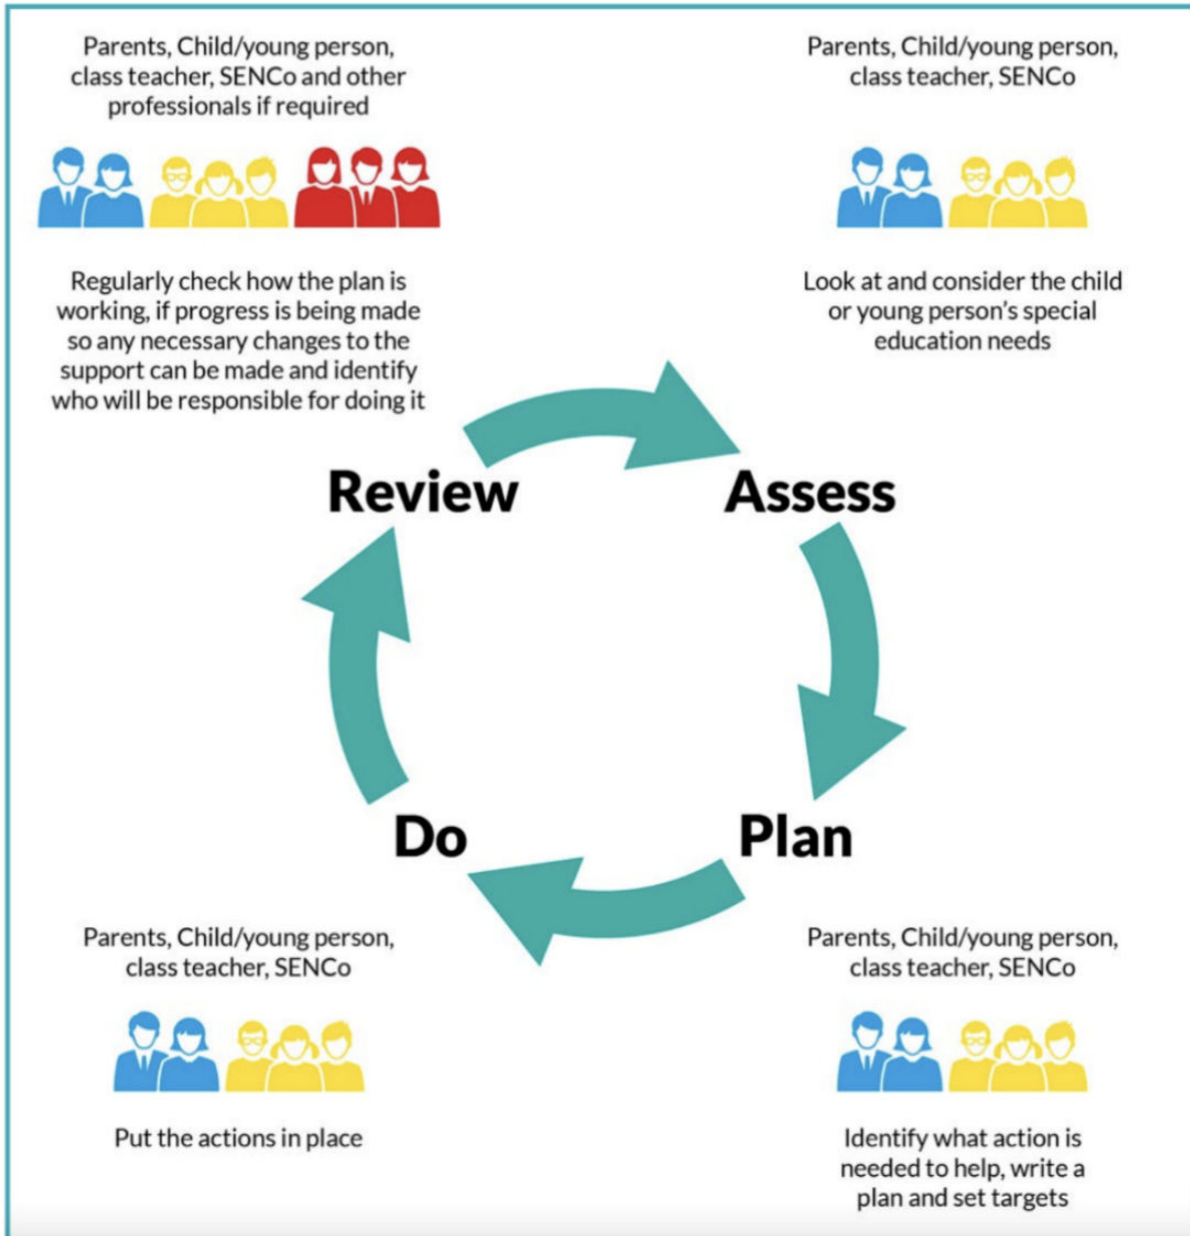 Parents, Child/young person,
class teacher, SENCo and other
professionals if required
Regularly check how the plan is
working, if progress is being made
so any necessary changes to the
support can be made and identify
who will be responsible for doing it
Parents, Child/young person,
class teacher, SENCo
Look at and consider the child
or young person's special
education needs
Review
Assess
Do
Plan
Parents, Child/young person,
class teacher, SENCo
Put the actions in place
Parents, Child/young person,
class teacher, SENCo
Identify what action is
needed to help, write a
plan and set targets